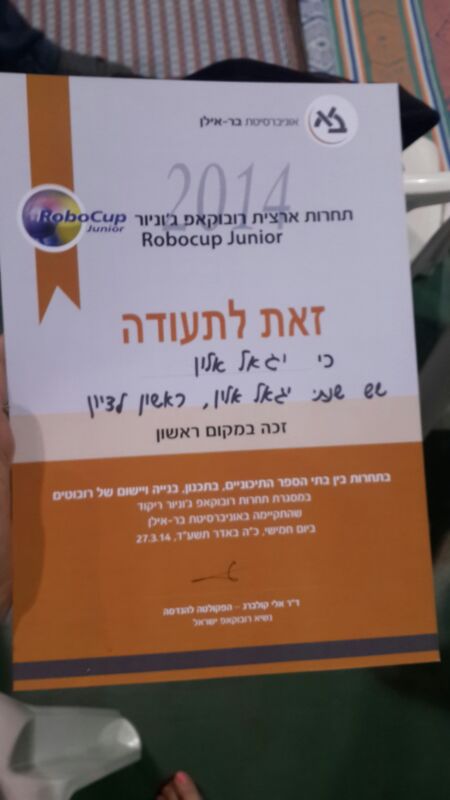 אוניברסיטת בר-אילן
2014
RoboCup
Junior
תחרות ארצית רובוקאפ ג'וניור
Robocup Junior
זאת לתעודה
כי יגאל אלון
שש שנתי יגאל אלון, ראשון לציון
זכה במקום ראשון
בתחרות בין בתי הספר התיכוניים, בתכנון, בנייה ויישום של רובוטים
במסגרת תחרות רובוקאפ ג'וניור ריקוד
שהתקיימה באוניברסיטת בר-אילן
ביום חמישי, כ"ה באדר תשע"ד, 27.3.14
ד"ר אלי קולברג - הפקולטה להנדסה
נשיא רובוקאפ ישראל